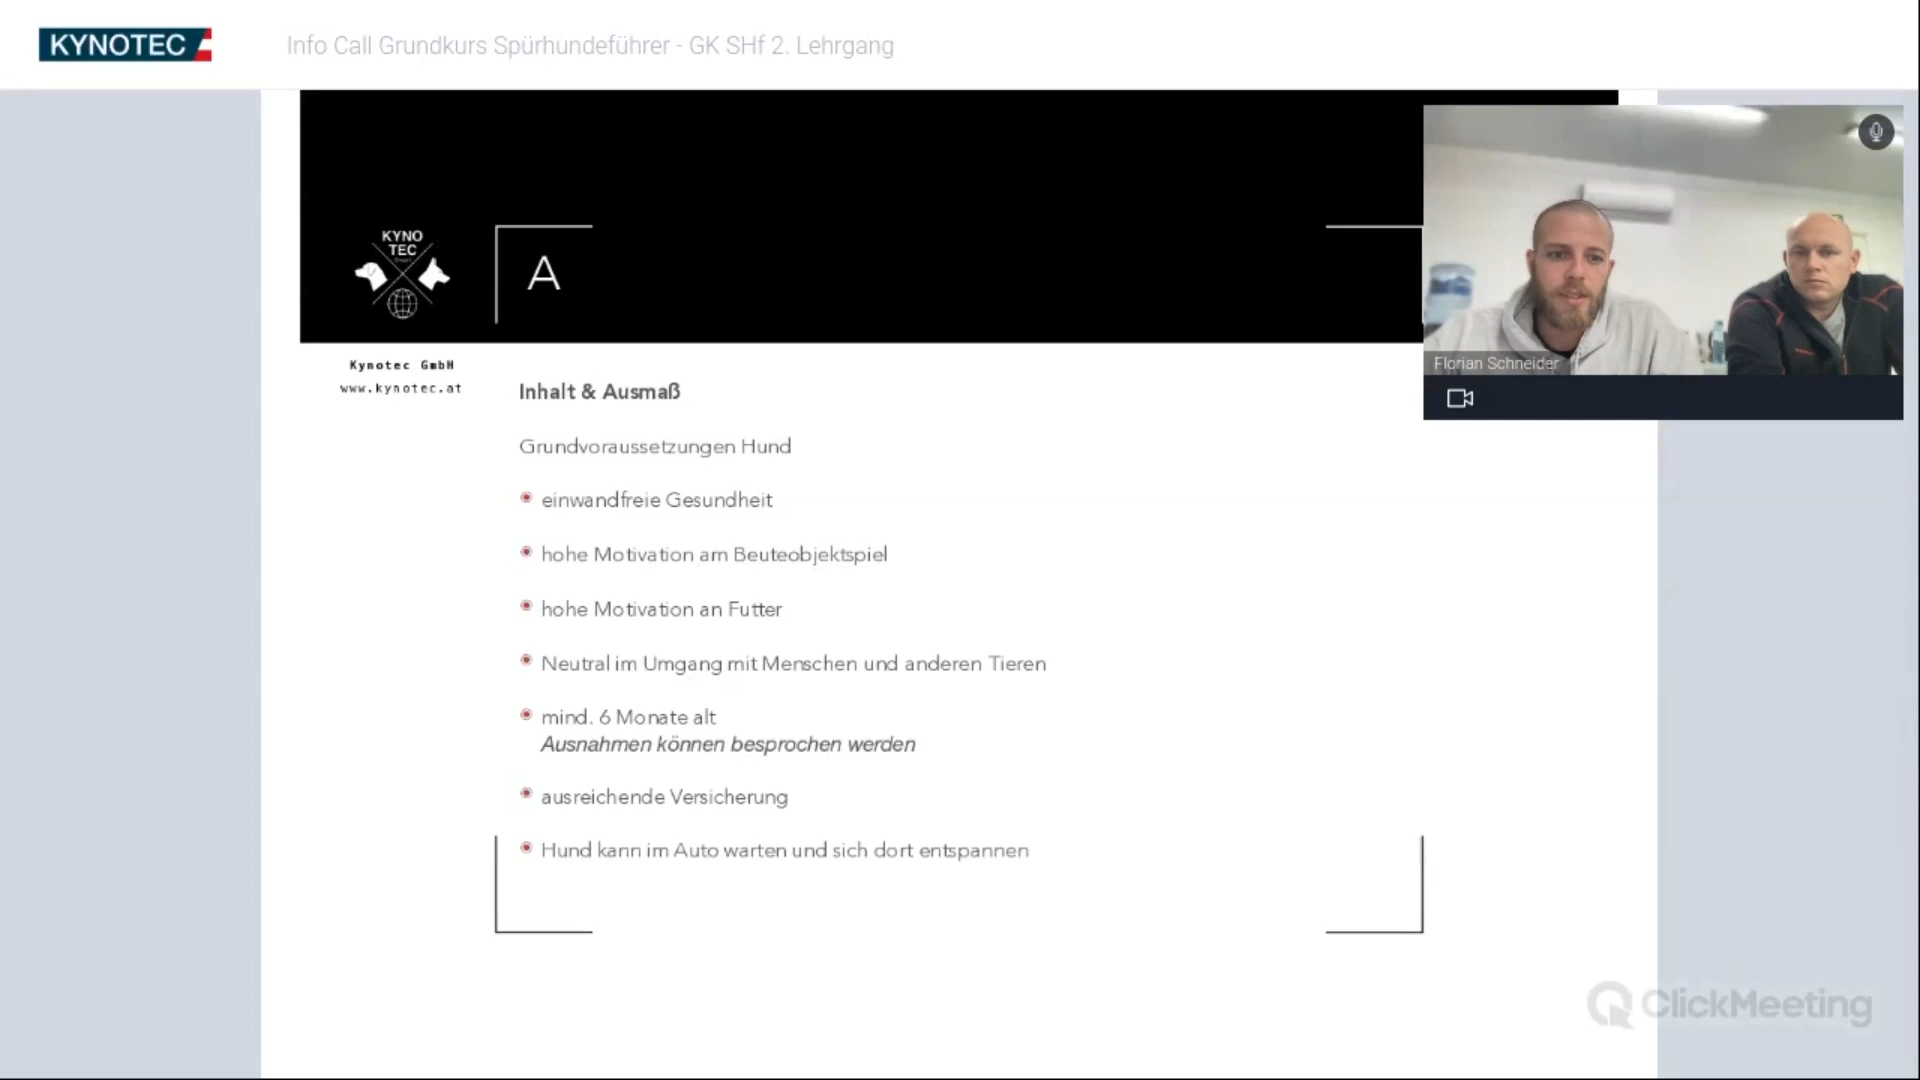 KYNOTEC
Info Call Grundkurs Spürhundeführer - GK SHf 2. Lehrgang
KYNO
TEC
A
Florian Schneider
Kynotec GmbH
www.kynotec.at
Inhalt & Ausmaß
Grundvoraussetzungen Hund
einwandfreie Gesundheit
hohe Motivation am Beuteobjektspiel
hohe Motivation an Futter
Neutral im Umgang mit Menschen und anderen Tieren
mind. 6 Monate alt
Ausnahmen können besprochen werden
ausreichende Versicherung
Hund kann im Auto warten und sich dort entspannen
ClickMeeting